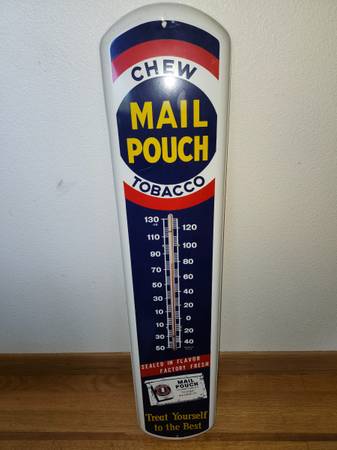 CHEW
MAIL
POUCH
TOBACCO
130 120
110 100
90 80
70 60
50 40
30 20
10 0
10 20
30 40
50
SEALED IN FLAVOR
FACTORY FRESH
MAIL
POUCH
Treat Yourself
to the Best